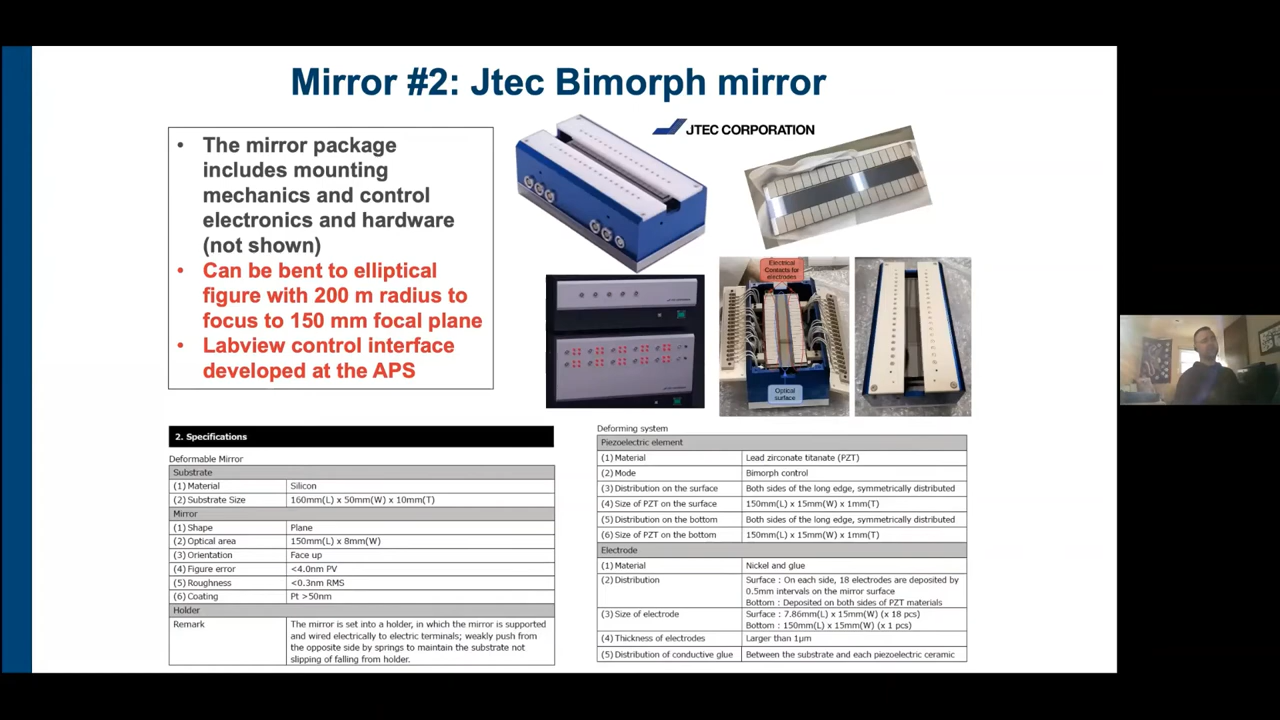 Mirror #2: Jtec Bimorph mirror
• The mirror package
includes mounting
mechanics and control
electronics and hardware
(not shown)
• Can be bent to elliptical
figure with 200 m radius to
focus to 150 mm focal plane
• Labview control interface
developed at the APS
JTEC CORPORATION
Electrical
Contacts for
electrodes
Optical
surface
2. Specifications
Deformable Mirror
Substrate
(1) Material Silicon
(2) Substrate Size 160mm(L) x 50mm(W) x 10mm(T)
Mirror
(1) Shape Plane
(2) Optical area 150mm(L) x 8mm(W)
(3) Orientation Face up
(4) Figure error <4.0nm PV
(5) Roughness <0.3nm RMS
(6) Coating Pt >50nm
Holder
Remark The mirror is set into a holder, in which the mirror is supported
and wired electrically to electric terminals; weakly push from
the opposite side by springs to maintain the substrate not
slipping of falling from holder.
Deforming system
Piezoelectric element
(1) Material Lead zirconate titanate (PZT)
(2) Mode Bimorph control
(3) Distribution on the surface Both sides of the long edge, symmetrically distributed
(4) Size of PZT on the surface 150mm(L) x 15mm(W) x 1mm(T)
(5) Distribution on the bottom Both sides of the long edge, symmetrically distributed
(6) Size of PZT on the bottom 150mm(L) x 15mm(W) x 1mm(T)
Electrode
(1) Material Nickel and glue
(2) Distribution Surface : On each side, 18 electrodes are deposited by
0.5mm intervals on the mirror surface
Bottom : Deposited on both sides of PZT materials
(3) Size of electrode Surface : 7.86mm(L) x 15mm(W) (x 18 pcs)
Bottom : 150mm(L) x 15mm(W) (x 1 pcs)
(4) Thickness of electrodes Larger than 1μm
(5) Distribution of conductive glue Between the substrate and each piezoelectric ceramic